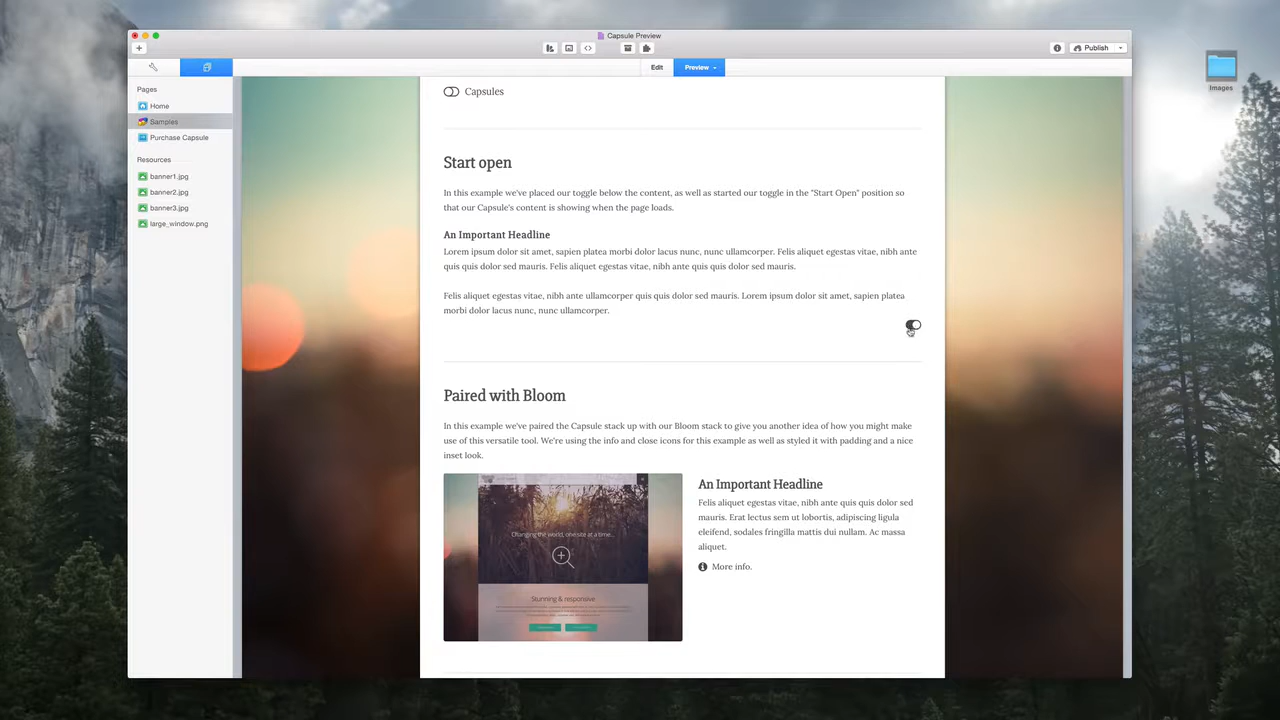 Capsule Preview
Publish
Edit
Preview
Images
Pages
Home
Samples
Purchase Capsule
Resources
banner1.jpg
banner2.jpg
banner3.jpg
large_window.png
Capsules
Start open
In this example we've placed our toggle below the content, as well as started our toggle in the "Start Open" position so
that our Capsule's content is showing when the page loads.
An Important Headline
Lorem ipsum dolor sit amet, sapien platea morbi dolor lacus nunc, nunc ullamcorper. Felis aliquet egestas vitae, nibh ante
quis quis dolor sed mauris. Felis aliquet egestas vitae, nibh ante quis quis dolor sed mauris.
Felis aliquet egestas vitae, nibh ante ullamcorper quis quis dolor sed mauris. Lorem ipsum dolor sit amet, sapien platea
morbi dolor lacus nunc, nunc ullamcorper.
Paired with Bloom
In this example we've paired the Capsule stack up with our Bloom stack to give you another idea of how you might make
use of this versatile tool. We're using the info and close icons for this example as well as styled it with padding and a nice
inset look.
Changing the world, one site at a time...
Stunning & responsive
An Important Headline
Felis aliquet egestas vitae, nibh ante quis quis dolor sed
mauris. Erat lectus sem ut lobortis, adipiscing ligula
eleifend, sodales fringilla mattis dui nullam. Ac massa
aliquet.
More info.